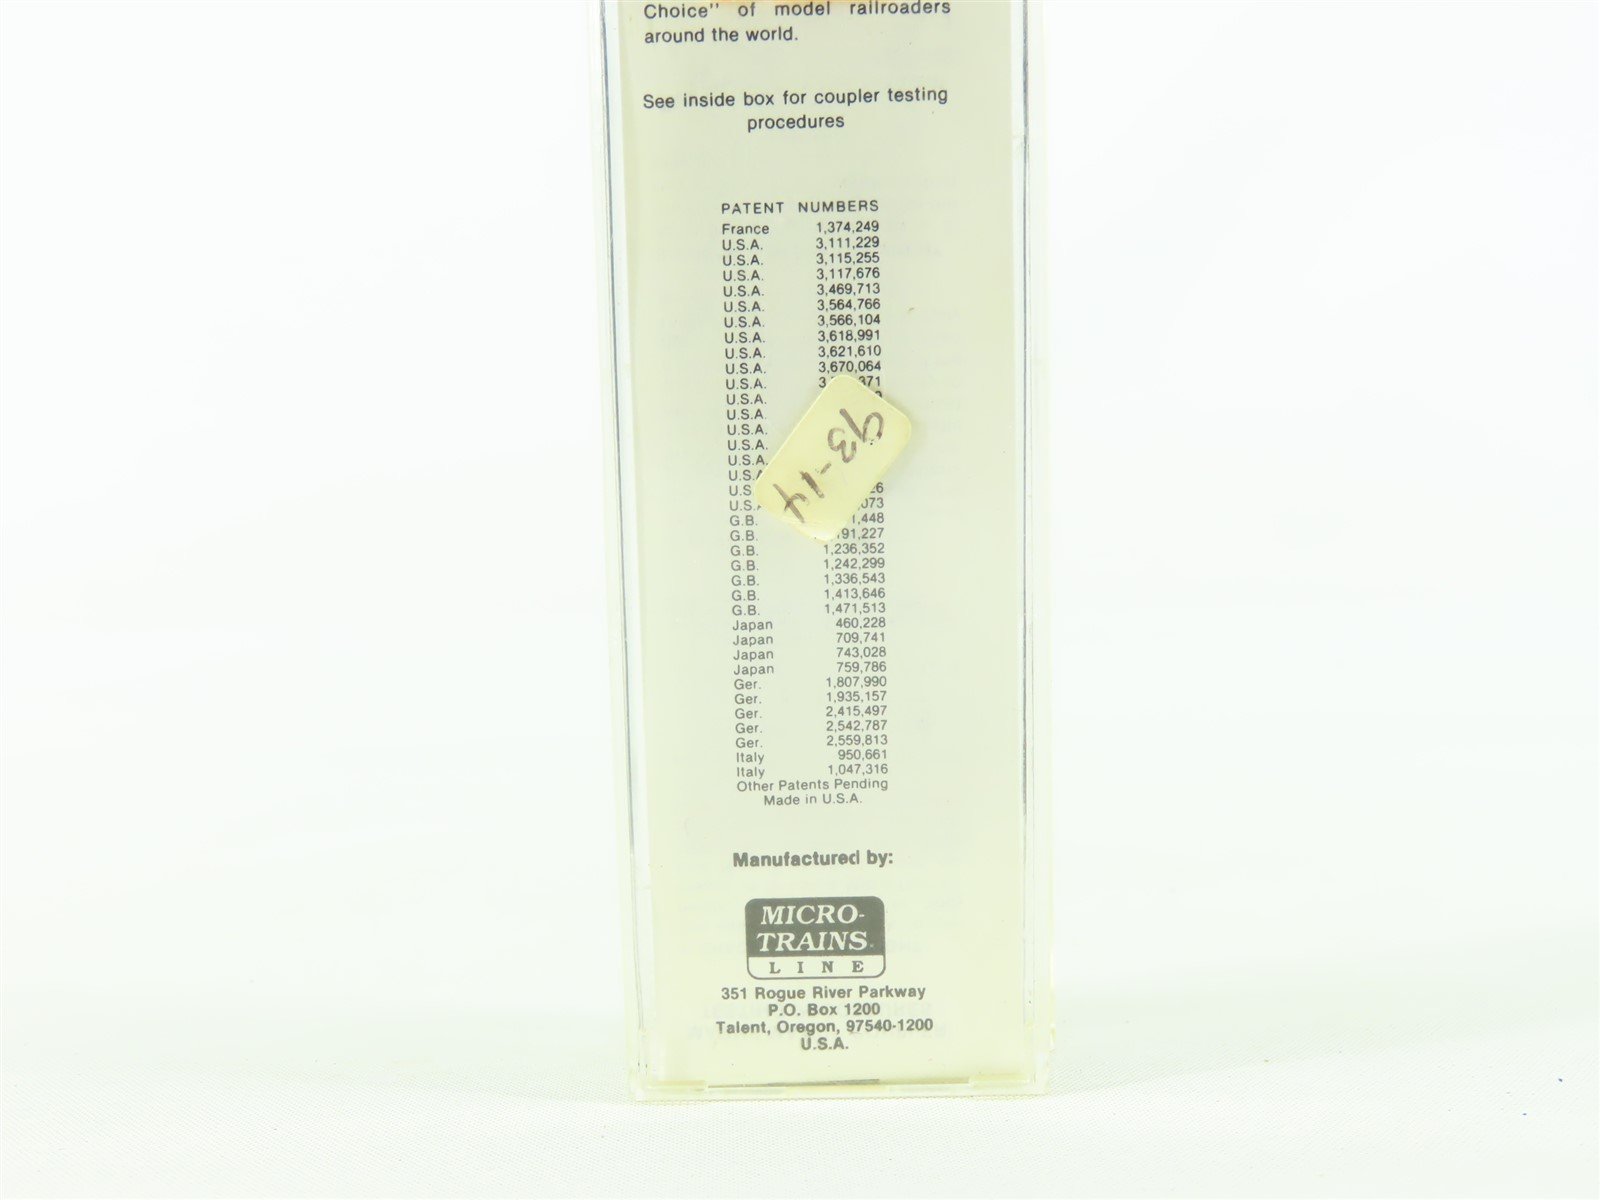 Choice" of model railroaders
around the world.
See inside box for coupler testing
procedures
PATENT NUMBERS
France 1,374,249
U.S.A. 3,111,229
U.S.A. 3,115,255
U.S.A. 3,117,676
U.S.A. 3,469,713
U.S.A. 3,564,766
U.S.A. 3,566,104
U.S.A. 3,618,991
U.S.A. 3,621,610
U.S.A. 3,670,064
U.S.A.
U.S.A.
U.S.A.
U.S.A.
U.S.A.
U.S.A.
93-14
G.B.
G.B.
G.B. 1,236,352
G.B. 1,242,299
G.B. 1,336,543
G.B. 1,413,646
G.B. 1,471,513
Japan 460,228
Japan 709,741
Japan 743,028
Japan 759,786
Ger. 1,807,990
Ger. 1,935,157
Ger. 2,415,497
Ger. 2,542,787
Ger. 2,559,813
Italy 950,661
Italy 1,047,316
Other Patents Pending
Made in U.S.A.
Manufactured by:
MICRO-
TRAINS
LINE
351 Rogue River Parkway
P.O. Box 1200
Talent, Oregon, 97540-1200
U.S.A.